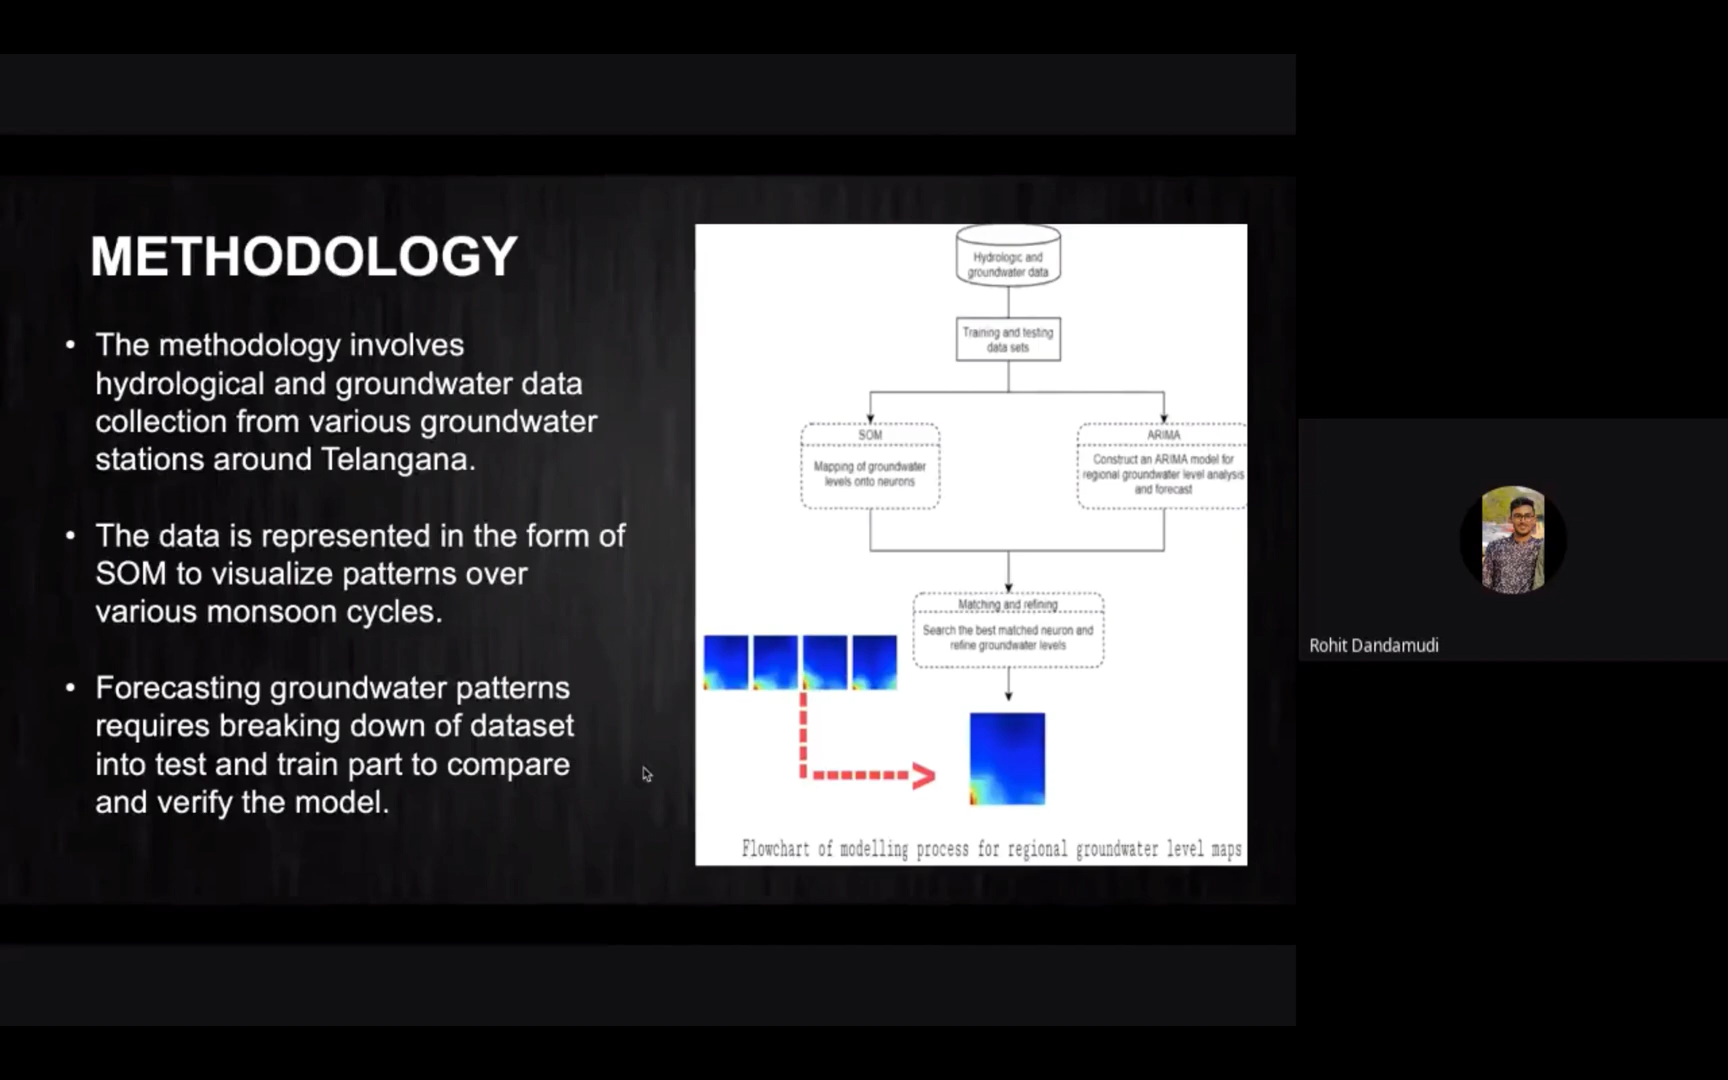 METHODOLOGY
• The methodology involves
hydrological and groundwater data
collection from various groundwater
stations around Telangana.
• The data is represented in the form of
SOM to visualize patterns over
various monsoon cycles.
• Forecasting groundwater patterns
requires breaking down of dataset
into test and train part to compare
and verify the model.
Hydrologic and
groundwater data
Training and testing
data sets
SOM
Mapping of groundwater
levels onto neurons
ARIMA
Construct an ARIMA model for
regional groundwater level analysis
and forecast
Matching and refining
Search the best matched neuron and
refine groundwater levels
Flowchart of modelling process for regional groundwater level maps
Rohit Dandamudi